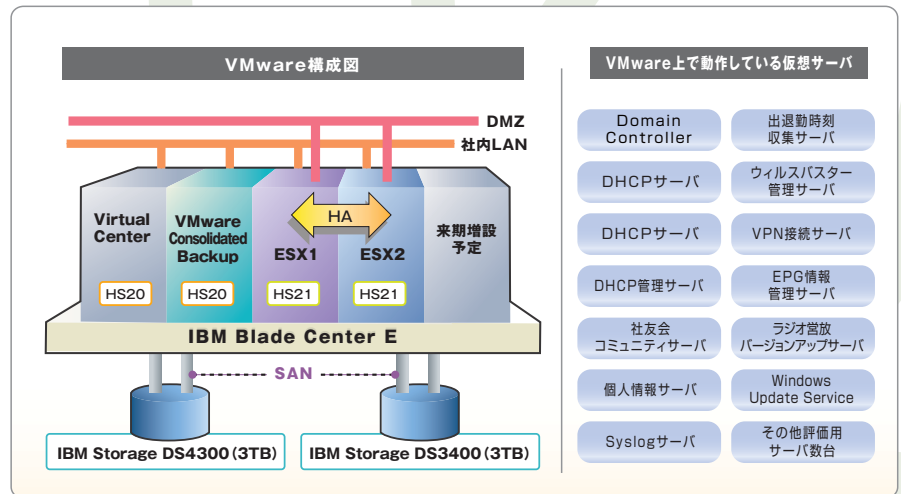 VMware構成図
DMZ
社内LAN
Virtual
Center
VMware
Consolidated
Backup
HA
ESX1
ESX2
来期増設
予定
HS20
HS20
HS21
HS21
IBM Blade Center E
SAN
IBM Storage DS4300(3TB)
IBM Storage DS3400(3TB)
VMware上で動作している仮想サーバ
Domain
Controller
出退勤時刻
収集サーバ
DHCPサーバ
ウィルスバスター
管理サーバ
DHCPサーバ
VPN接続サーバ
DHCP管理サーバ
EPG情報
管理サーバ
社友会
コミュニティサーバ
ラジオ営放
バージョンアップサーバ
個人情報サーバ
Windows
Update Service
Syslogサーバ
その他評価用
サーバ数台